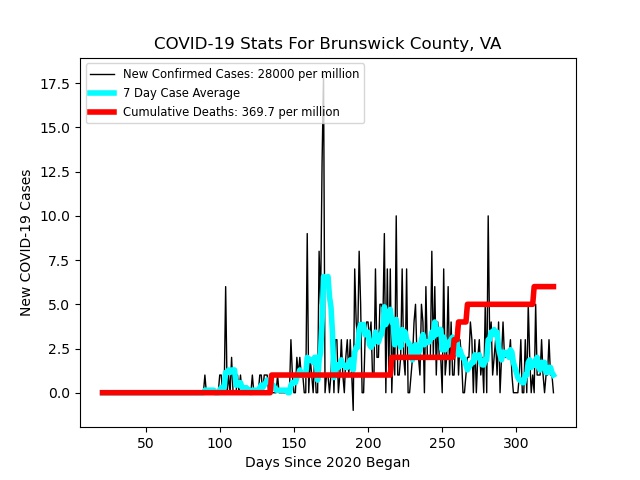 COVID-19 Stats For Brunswick County, VA
New Confirmed Cases: 28000 per million
7 Day Case Average
Cumulative Deaths: 369.7 per million
New COVID-19 Cases
17.5
15.0
12.5
10.0
7.5
5.0
2.5
0.0
50 100 150 200 250 300
Days Since 2020 Began